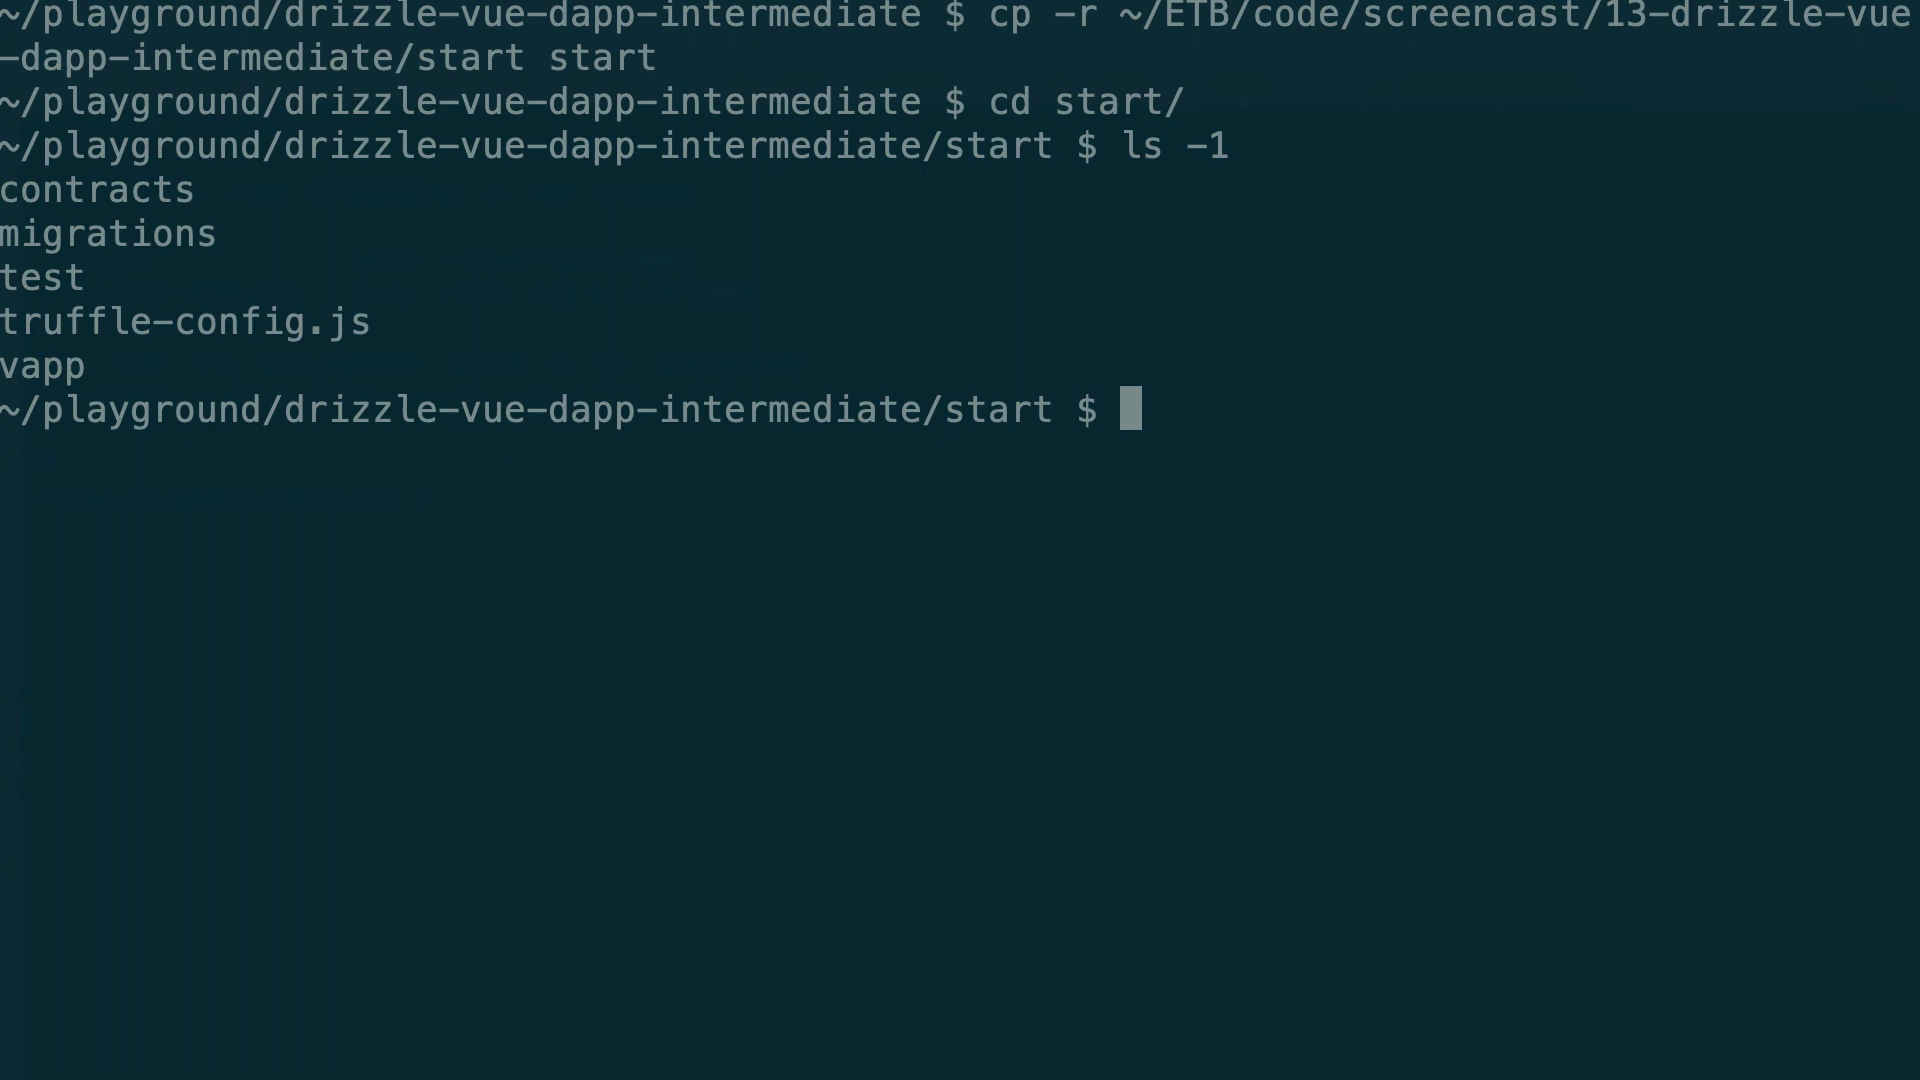 ~/playground/drizzle-vue-dapp-intermediate $ cp -r ~/ETB/code/screencast/13-drizzle-vue
-dapp-intermediate/start start
~/playground/drizzle-vue-dapp-intermediate $ cd start/
~/playground/drizzle-vue-dapp-intermediate/start $ ls -1
contracts
migrations
test
truffle-config.js
vapp
~/playground/drizzle-vue-dapp-intermediate/start $